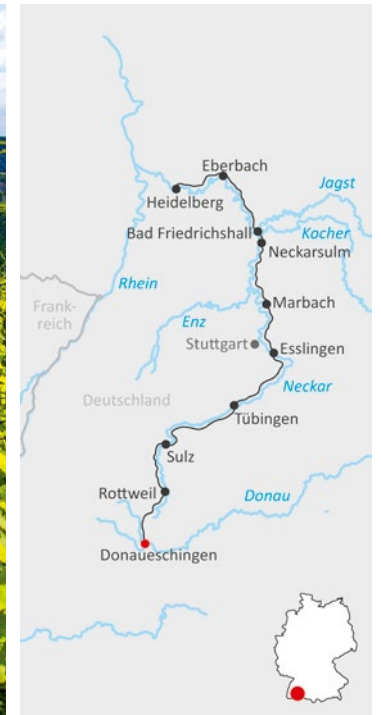 Eberbach
Jagst
Heidelberg
Kocher
Bad Friedrichshall
Neckarsulm
Rhein
Frank-
reich
Marbach
Enz
Stuttgart
Esslingen
Neckar
Deutschland
Tübingen
Sulz
Rottweil
Donau
Donaueschingen